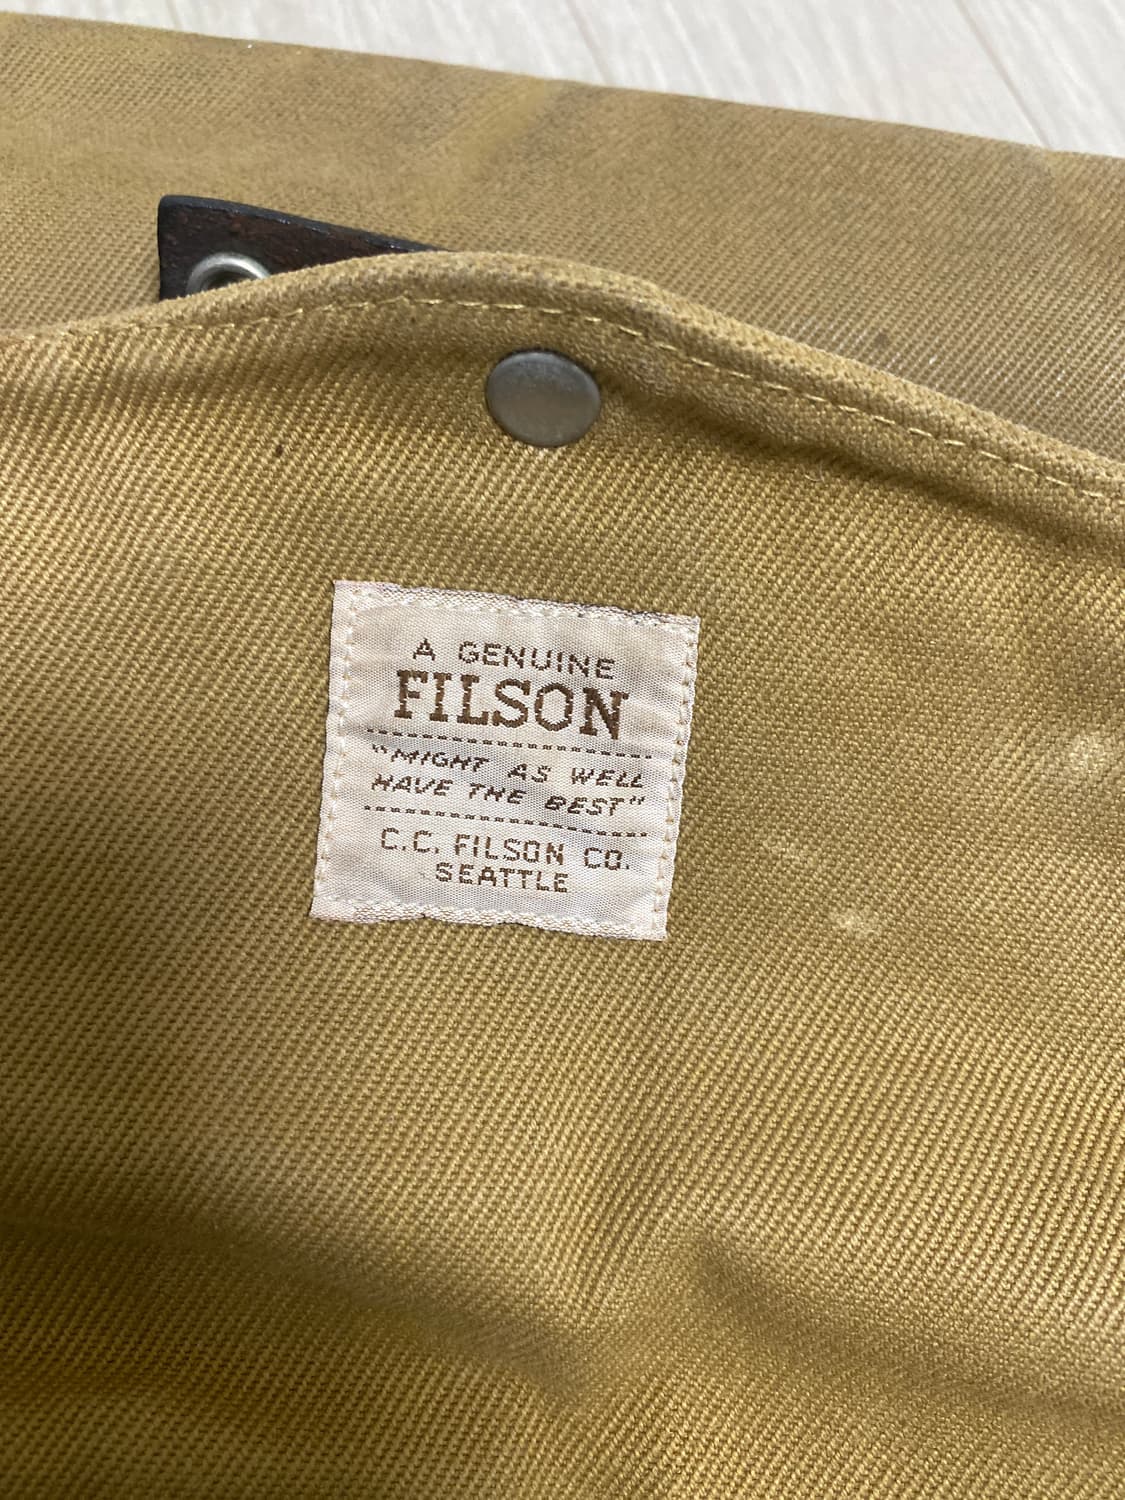 A GENUINE
FILSON
"MIGHT AS WELL
HAVE THE BEST"
C.C. FILSON CO.
SEATTLE